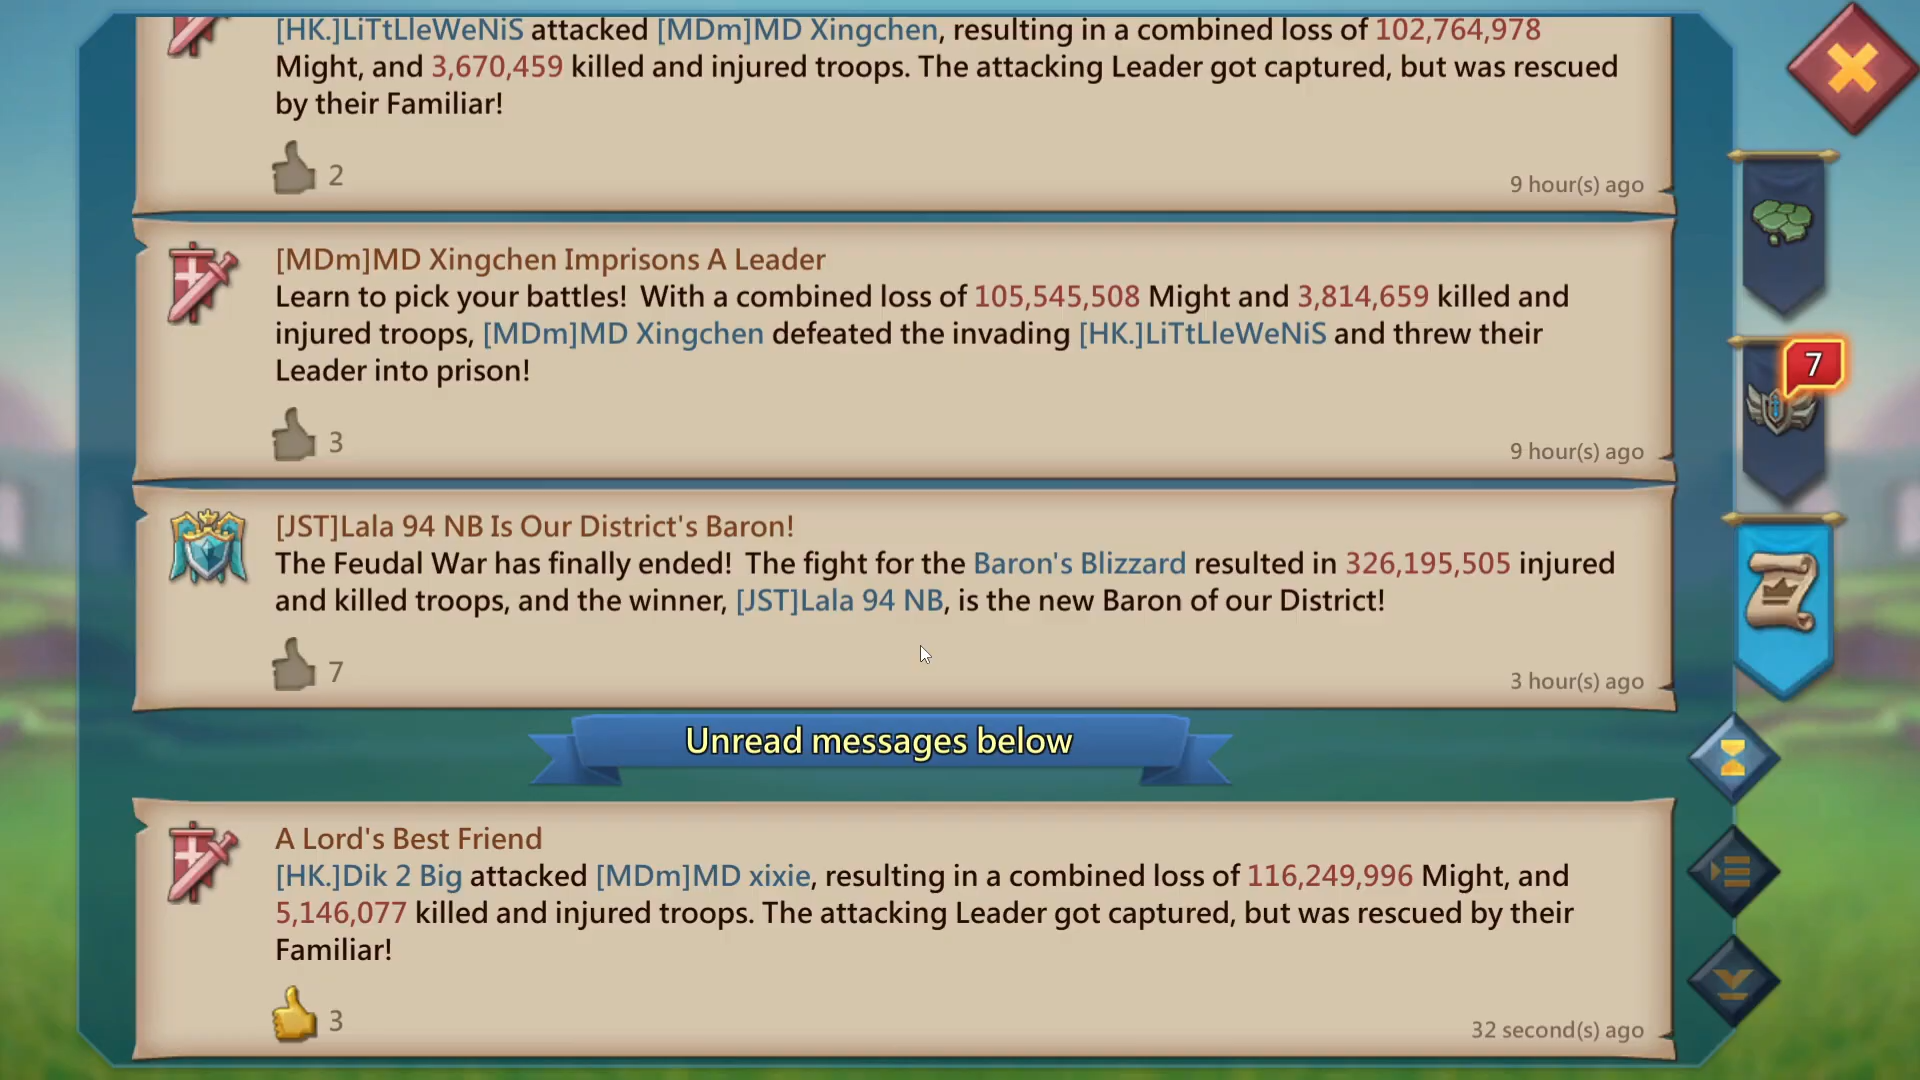 [HK.]LiTtLleWeNiS attacked [MDm]MD Xingchen, resulting in a combined loss of 102,764,978
Might, and 3,670,459 killed and injured troops. The attacking Leader got captured, but was rescued
by their Familiar!
2
9 hour(s) ago
[MDm]MD Xingchen Imprisons A Leader
Learn to pick your battles! With a combined loss of 105,545,508 Might and 3,814,659 killed and
injured troops, [MDm]MD Xingchen defeated the invading [HK.]LiTtLleWeNiS and threw their
Leader into prison!
3
9 hour(s) ago
7
[JST]Lala 94 NB Is Our District's Baron!
The Feudal War has finally ended! The fight for the Baron's Blizzard resulted in 326,195,505 injured
and killed troops, and the winner, [JST]Lala 94 NB, is the new Baron of our District!
7
3 hour(s) ago
Unread messages below
A Lord's Best Friend
[HK.]Dik 2 Big attacked [MDm]MD xixie, resulting in a combined loss of 116,249,996 Might, and
5,146,077 killed and injured troops. The attacking Leader got captured, but was rescued by their
Familiar!
3
32 second(s) ago